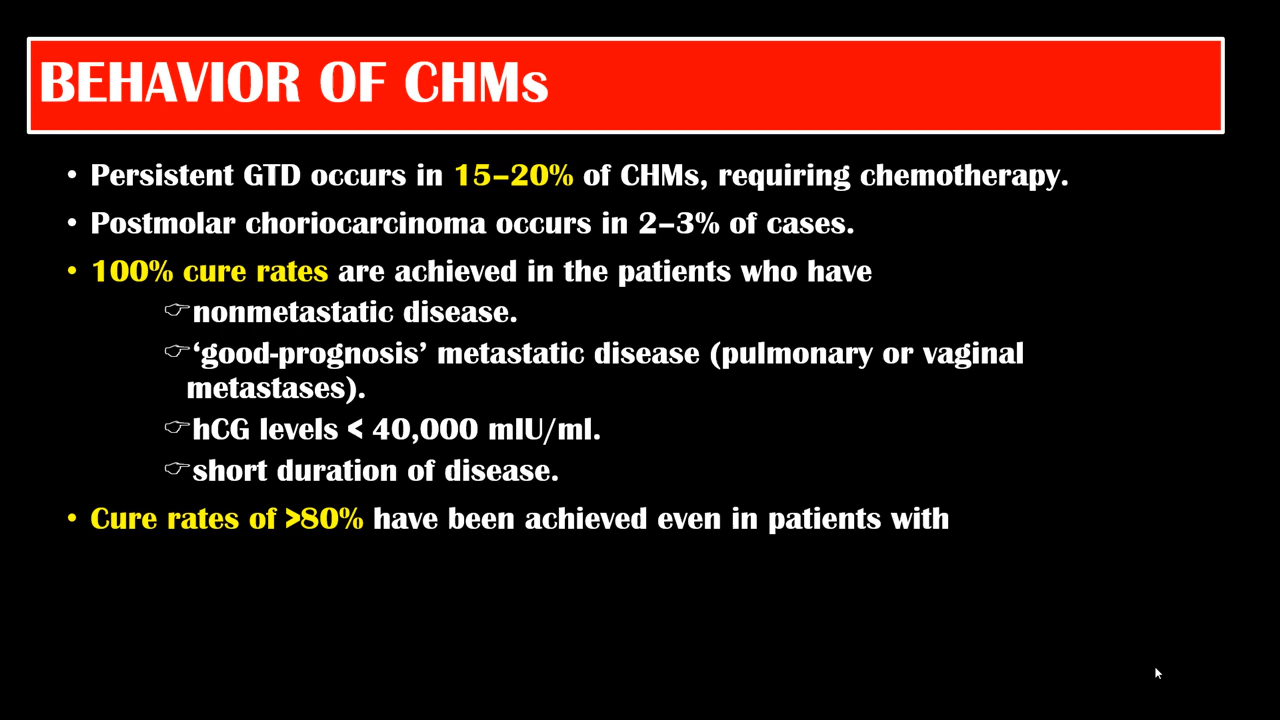 BEHAVIOR OF CHMs
• Persistent GTD occurs in 15–20% of CHMs, requiring chemotherapy.
• Postmolar choriocarcinoma occurs in 2–3% of cases.
• 100% cure rates are achieved in the patients who have
☞nonmetastatic disease.
☞‘good-prognosis’ metastatic disease (pulmonary or vaginal
metastases).
☞hCG levels < 40,000 mIU/ml.
☞short duration of disease.
• Cure rates of >80% have been achieved even in patients with